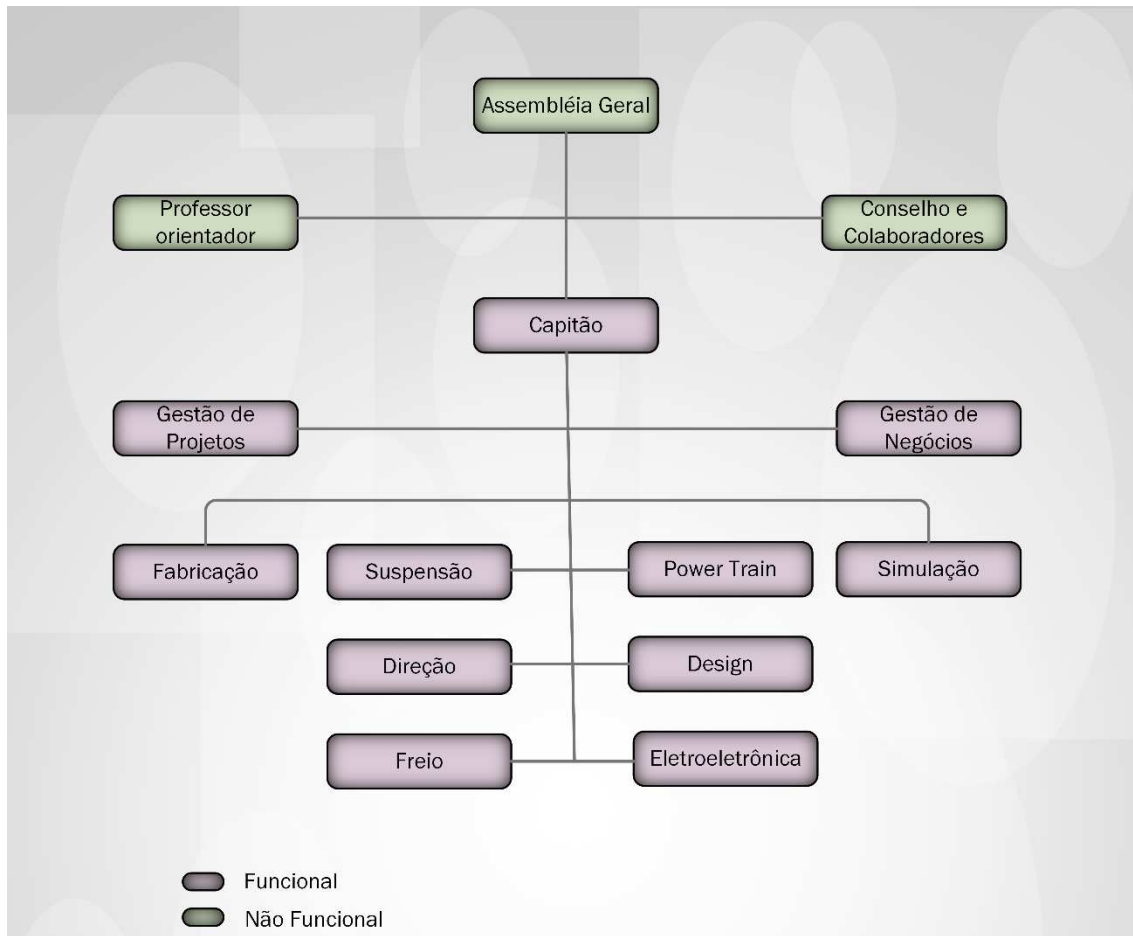 Assembléia Geral
Professor
orientador
Conselho e
Colaboradores
Capitão
Gestão de
Projetos
Gestão de
Negócios
Fabricação
Suspensão
Power Train
Simulação
Direção
Design
Freio
Eletroeletrônica
Funcional
Não Funcional